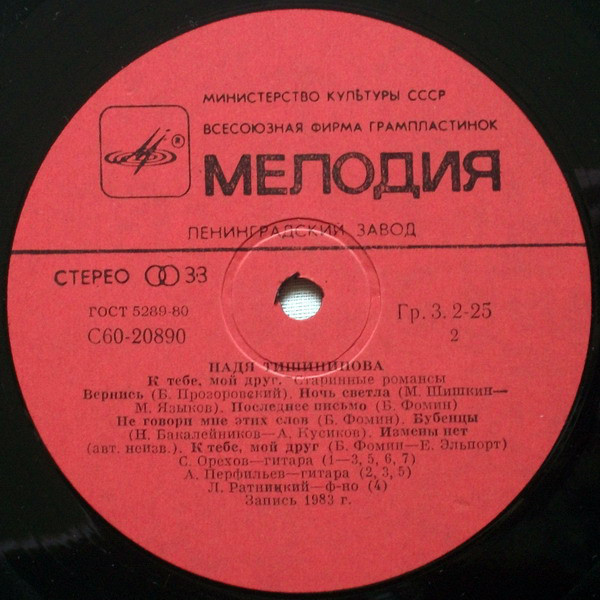 МИНИСТЕРСТВО КУЛЬТУРЫ СССР
ВСЕСОЮЗНАЯ ФИРМА ГРАМПЛАСТИНОК
®
МЕЛОДИЯ
ЛЕНИНГРАДСКИЙ ЗАВОД
СТЕРЕО 33
ГОСТ 5289-80
Гр. 3. 2-25
С60-20890
2
НАДЯ ТИШИНИНОВА
К тебе, мой друг. Старинные романсы
Вернись (Б. Прозоровский). Ночь светла (М. Шишкин—
М. Языков). Последнее письмо (Б. Фомин)
Не говори мне этих слов (Б. Фомин). Бубенцы
(Н. Бакалейников—А. Кусиков). Измены нет
(авт. неизв.). К тебе, мой друг (Б. Фомин—Е. Эльпорт)
С. Орехов—гитара (1—3, 5, 6, 7)
А. Перфильев—гитара (2, 3, 5)
Л. Ратницкий—ф-но (4)
Запись 1983 г.